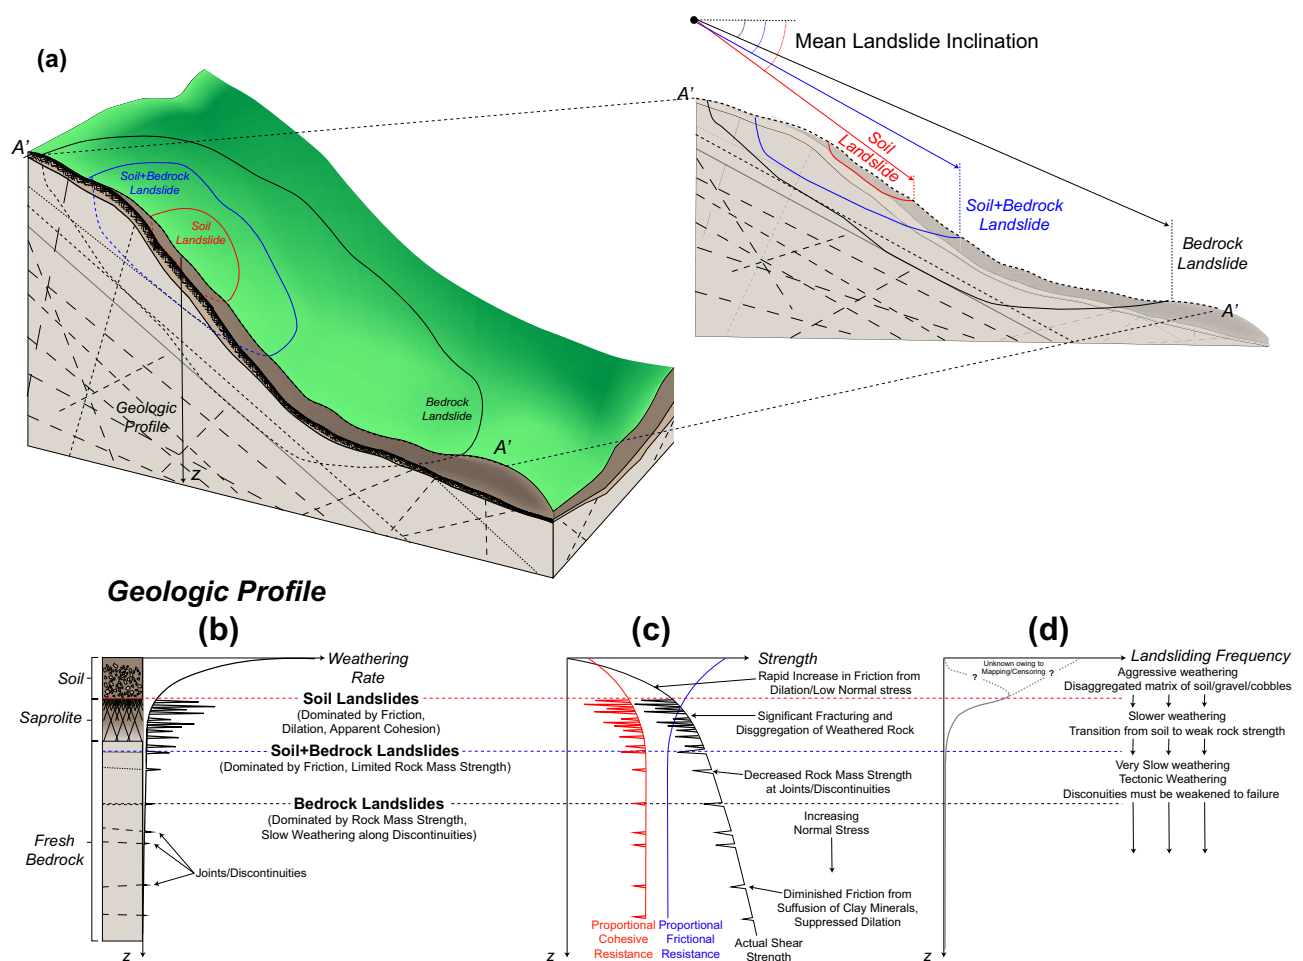 (a)
Mean Landslide Inclination
A'
Soil
Landslide
Soil+Bedrock
Landslide
Bedrock
Landslide
A'
A'
Soil+Bedrock
Landslide
Soil
Landslide
Bedrock
Landslide
Geologic
Profile
z
A'
Geologic Profile
(b)
Weathering
Rate
Soil
Saprolite
Fresh
Bedrock
Soil Landslides
(Dominated by Friction,
Dilation, Apparent Cohesion)
Soil+Bedrock Landslides
(Dominated by Friction, Limited Rock Mass Strength)
Bedrock Landslides
(Dominated by Rock Mass Strength,
Slow Weathering along Discontinuities)
Joints/Discontinuities
z
(c)
Strength
Rapid Increase in Friction from
Dilation/Low Normal stress
Significant Fracturing and
Disggregation of Weathered Rock
Decreased Rock Mass Strength
at Joints/Discontinuities
Increasing
Normal Stress
Diminished Friction from
Suffusion of Clay Minerals,
Suppressed Dilation
Proportional
Cohesive
Resistance
Proportional
Frictional
Resistance
Actual Shear
Strength
z
(d)
Landsliding Frequency
Unknown owing to
? Mapping/Censoring ?
Aggressive weathering
Disaggregated matrix of soil/gravel/cobbles
Slower weathering
Transition from soil to weak rock strength
Very Slow weathering
Tectonic Weathering
Disconuities must be weakened to failure
z